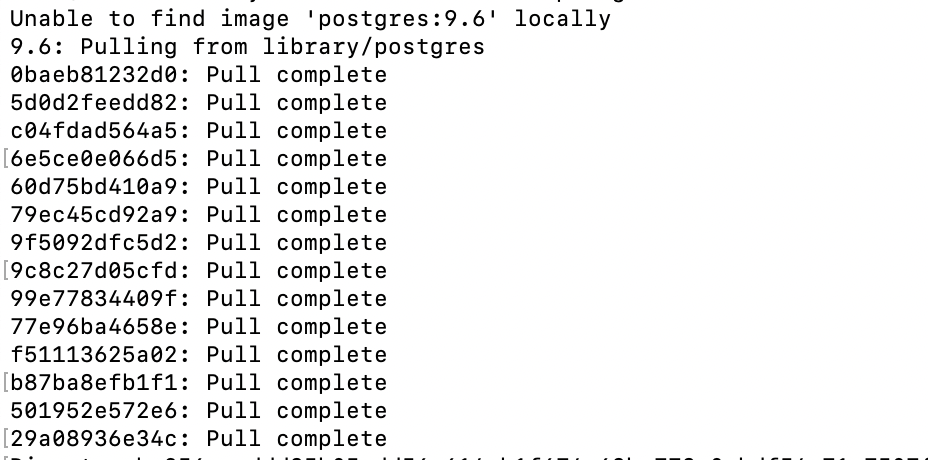 Unable to find image 'postgres:9.6' locally
9.6: Pulling from library/postgres
0baeb81232d0: Pull complete
5d0d2feedd82: Pull complete
c04fdad564a5: Pull complete
[6e5ce0e066d5: Pull complete
60d75bd410a9: Pull complete
79ec45cd92a9: Pull complete
9f5092dfc5d2: Pull complete
[9c8c27d05cfd: Pull complete
99e77834409f: Pull complete
77e96ba4658e: Pull complete
f51113625a02: Pull complete
[b87ba8efb1f1: Pull complete
501952e572e6: Pull complete
[29a08936e34c: Pull complete